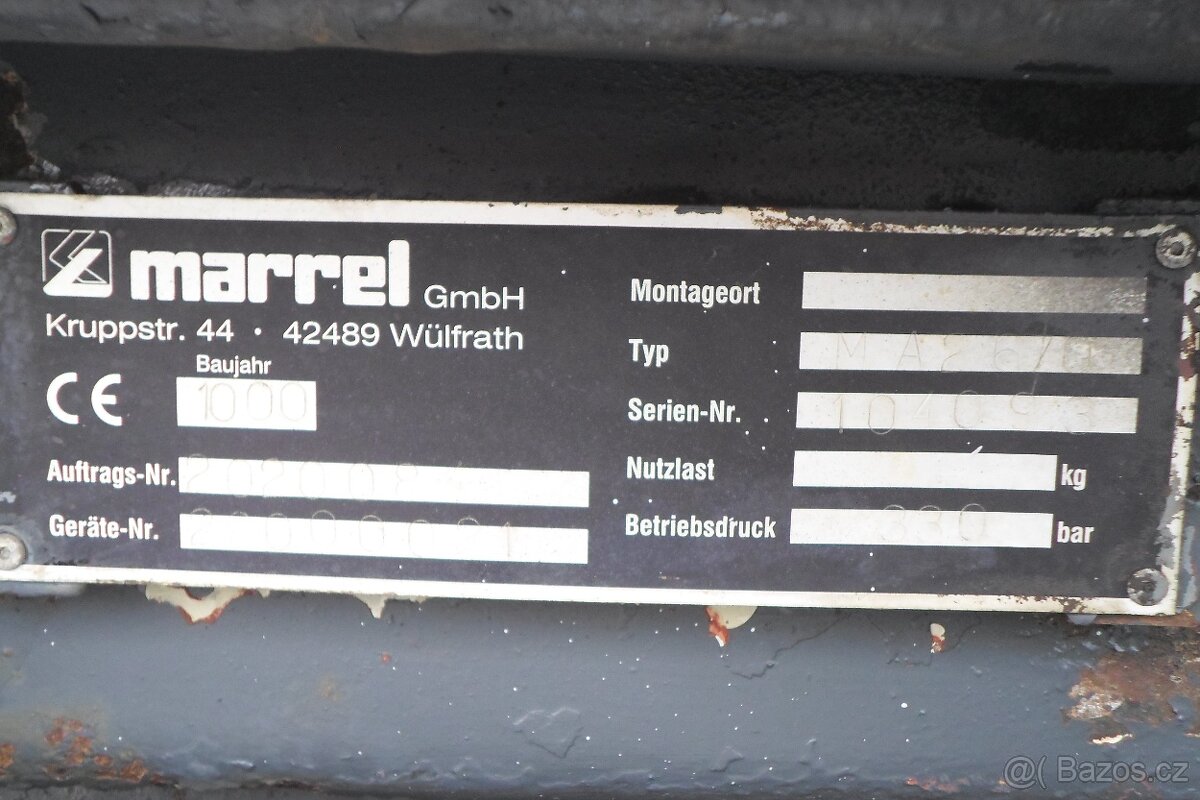 marrel GmbH
Kruppstr. 44 · 42489 Wülfrath
Baujahr
CE 1000
Auftrags-Nr.
Geräte-Nr.
Montageort
Typ
Serien-Nr.
Nutzlast kg
Betriebsdruck 330 bar
@( Bazos.cz